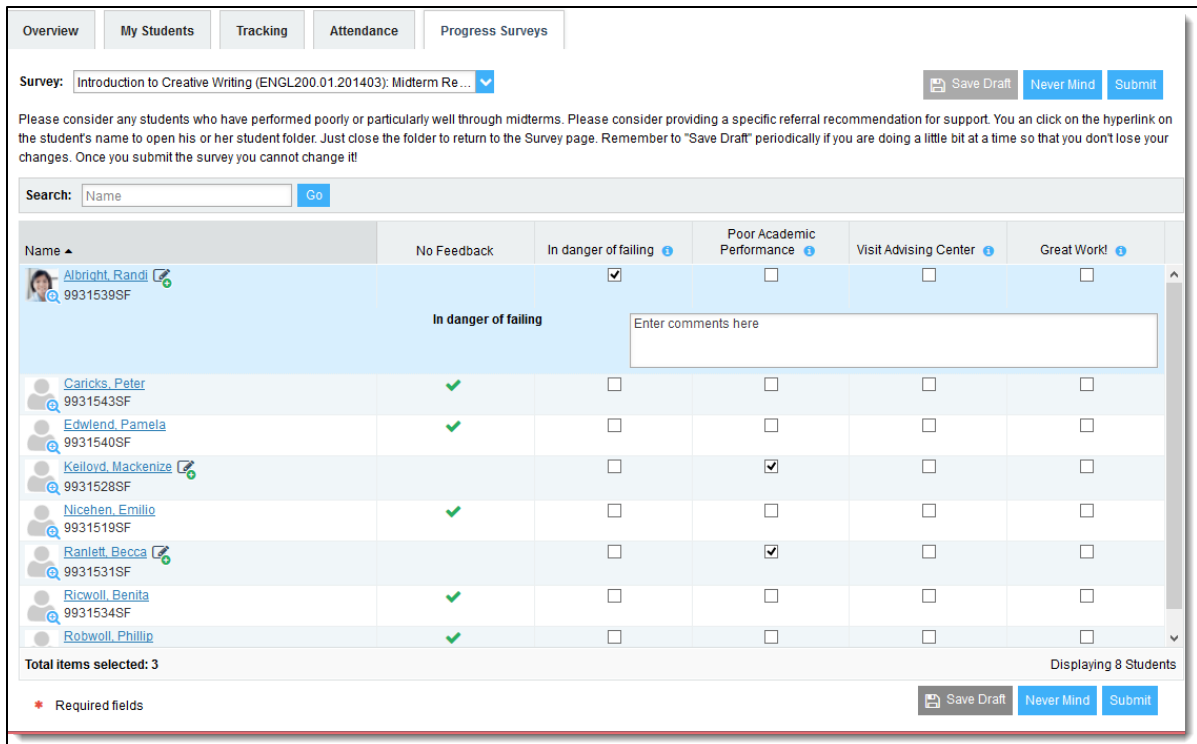 Overview My Students Tracking Attendance Progress Surveys
Survey: Introduction to Creative Writing (ENGL200.01.201403): Midterm Re... Save Draft Never Mind Submit
Please consider any students who have performed poorly or particularly well through midterms. Please consider providing a specific referral recommendation for support. You an click on the hyperlink on
the student's name to open his or her student folder. Just close the folder to return to the Survey page. Remember to "Save Draft" periodically if you are doing a little bit at a time so that you don't lose your
changes. Once you submit the survey you cannot change it!
Search: Name Go
Name No Feedback In danger of failing Poor Academic Performance Visit Advising Center Great Work!
Albright, Randi
9931539SF
In danger of failing Enter comments here
Caricks, Peter
9931543SF
Edwlend, Pamela
9931540SF
Keiloyd, Mackenize
9931528SF
Nicehen, Emilio
9931519SF
Ranlett, Becca
9931531SF
Ricwoll, Benita
9931534SF
Robwoll, Phillip
Total items selected: 3 Displaying 8 Students
* Required fields Save Draft Never Mind Submit